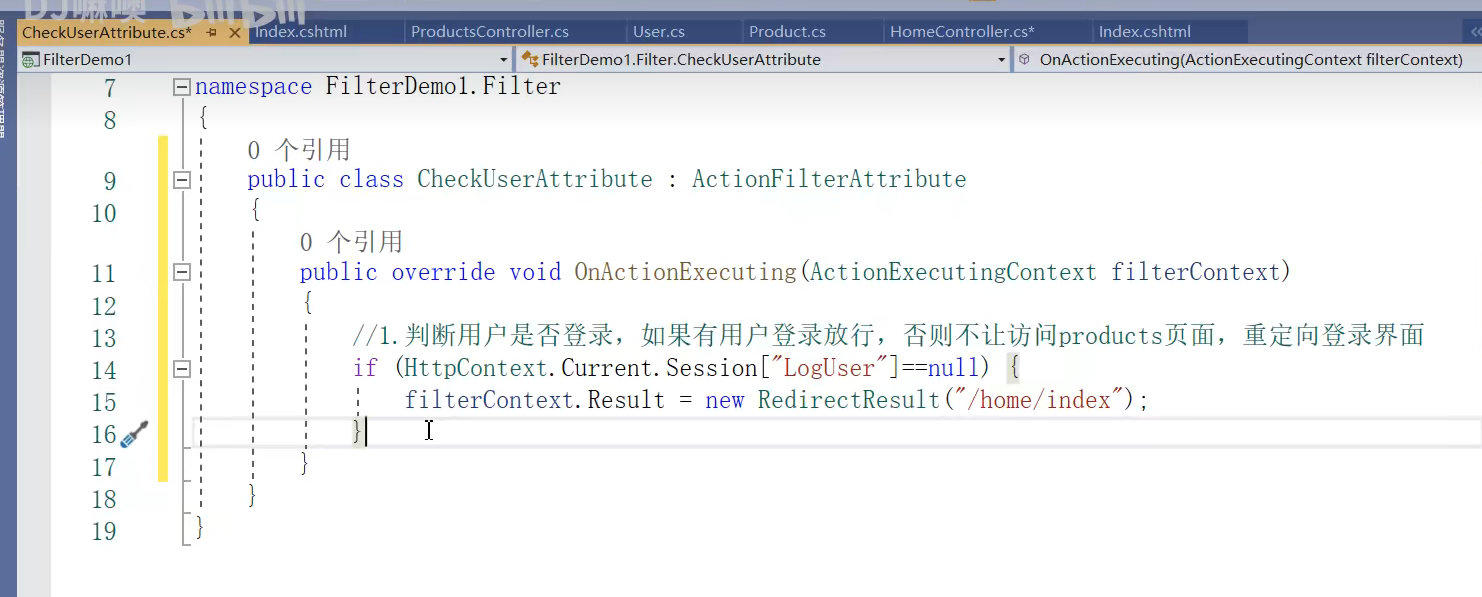 CheckUserAttribute.cs*
Index.cshtml
ProductsController.cs
User.cs
Product.cs
HomeController.cs*
Index.cshtml
FilterDemo1
FilterDemo1.Filter.CheckUserAttribute
OnActionExecuting(ActionExecutingContext filterContext)
7 namespace FilterDemo1.Filter
8 {
0 个引用
9 public class CheckUserAttribute : ActionFilterAttribute
10 {
0 个引用
11 public override void OnActionExecuting(ActionExecutingContext filterContext)
12 {
13 //1.判断用户是否登录，如果有用户登录放行，否则不让访问products页面，重定向登录界面
14 if (HttpContext.Current.Session["LogUser"]==null) {
15 filterContext.Result = new RedirectResult("/home/index");
16 }
17 }
18 }
19 }